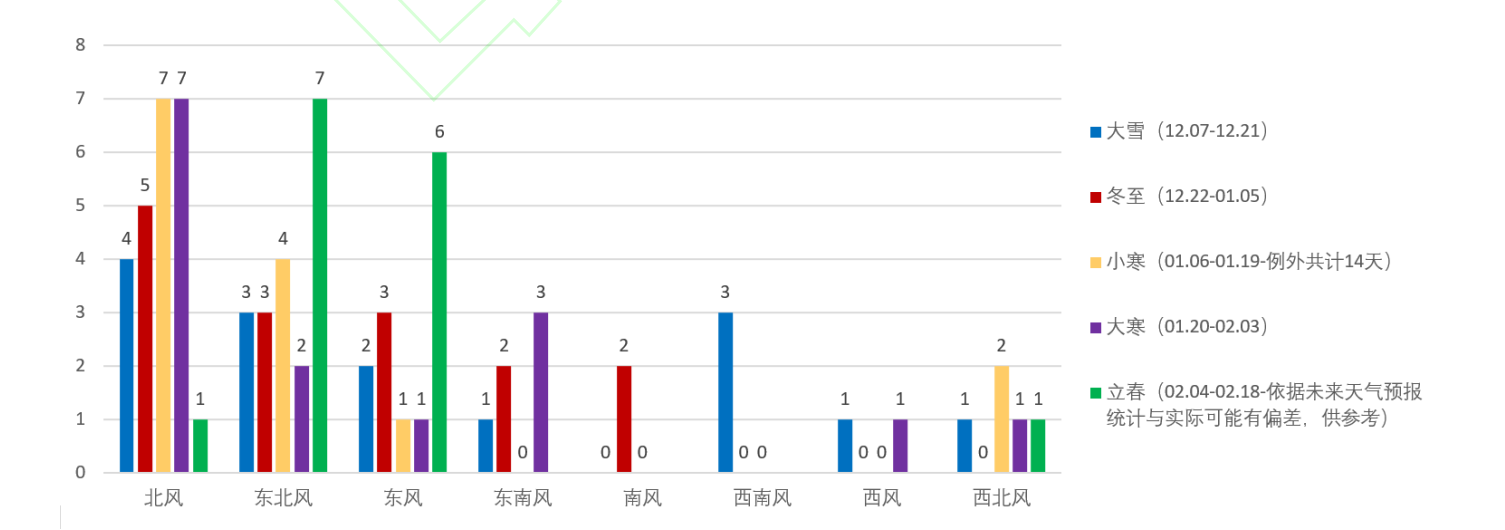 8
7
6
5
4
3
2
1
0
4 5 7 7 1
3 3 4 2 7
2 3 1 1 6
1 2 0 3
0 2 0
3 0 0
1 0 0 1
1 0 2 1 1
北风 东北风 东风 东南风 南风 西南风 西风 西北风
大雪（12.07-12.21）
冬至（12.22-01.05）
小寒（01.06-01.19-例外共计14天）
大寒（01.20-02.03）
立春（02.04-02.18-依据未来天气预报
统计与实际可能有偏差，供参考）